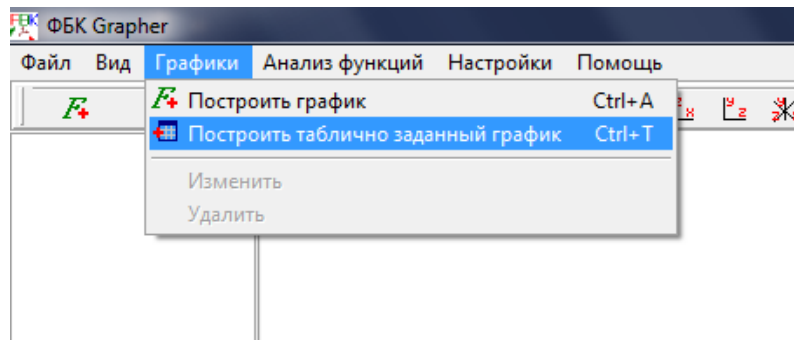 ФБК Grapher
Файл Вид Графики Анализ функций Настройки Помощь
Построить график Ctrl+A
Построить таблично заданный график Ctrl+T
Изменить
Удалить